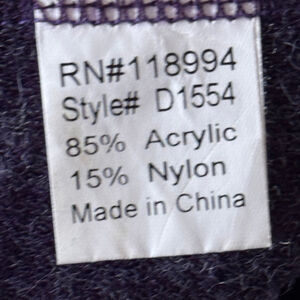 RN#118994
Style# D1554
85% Acrylic
15% Nylon
Made in China